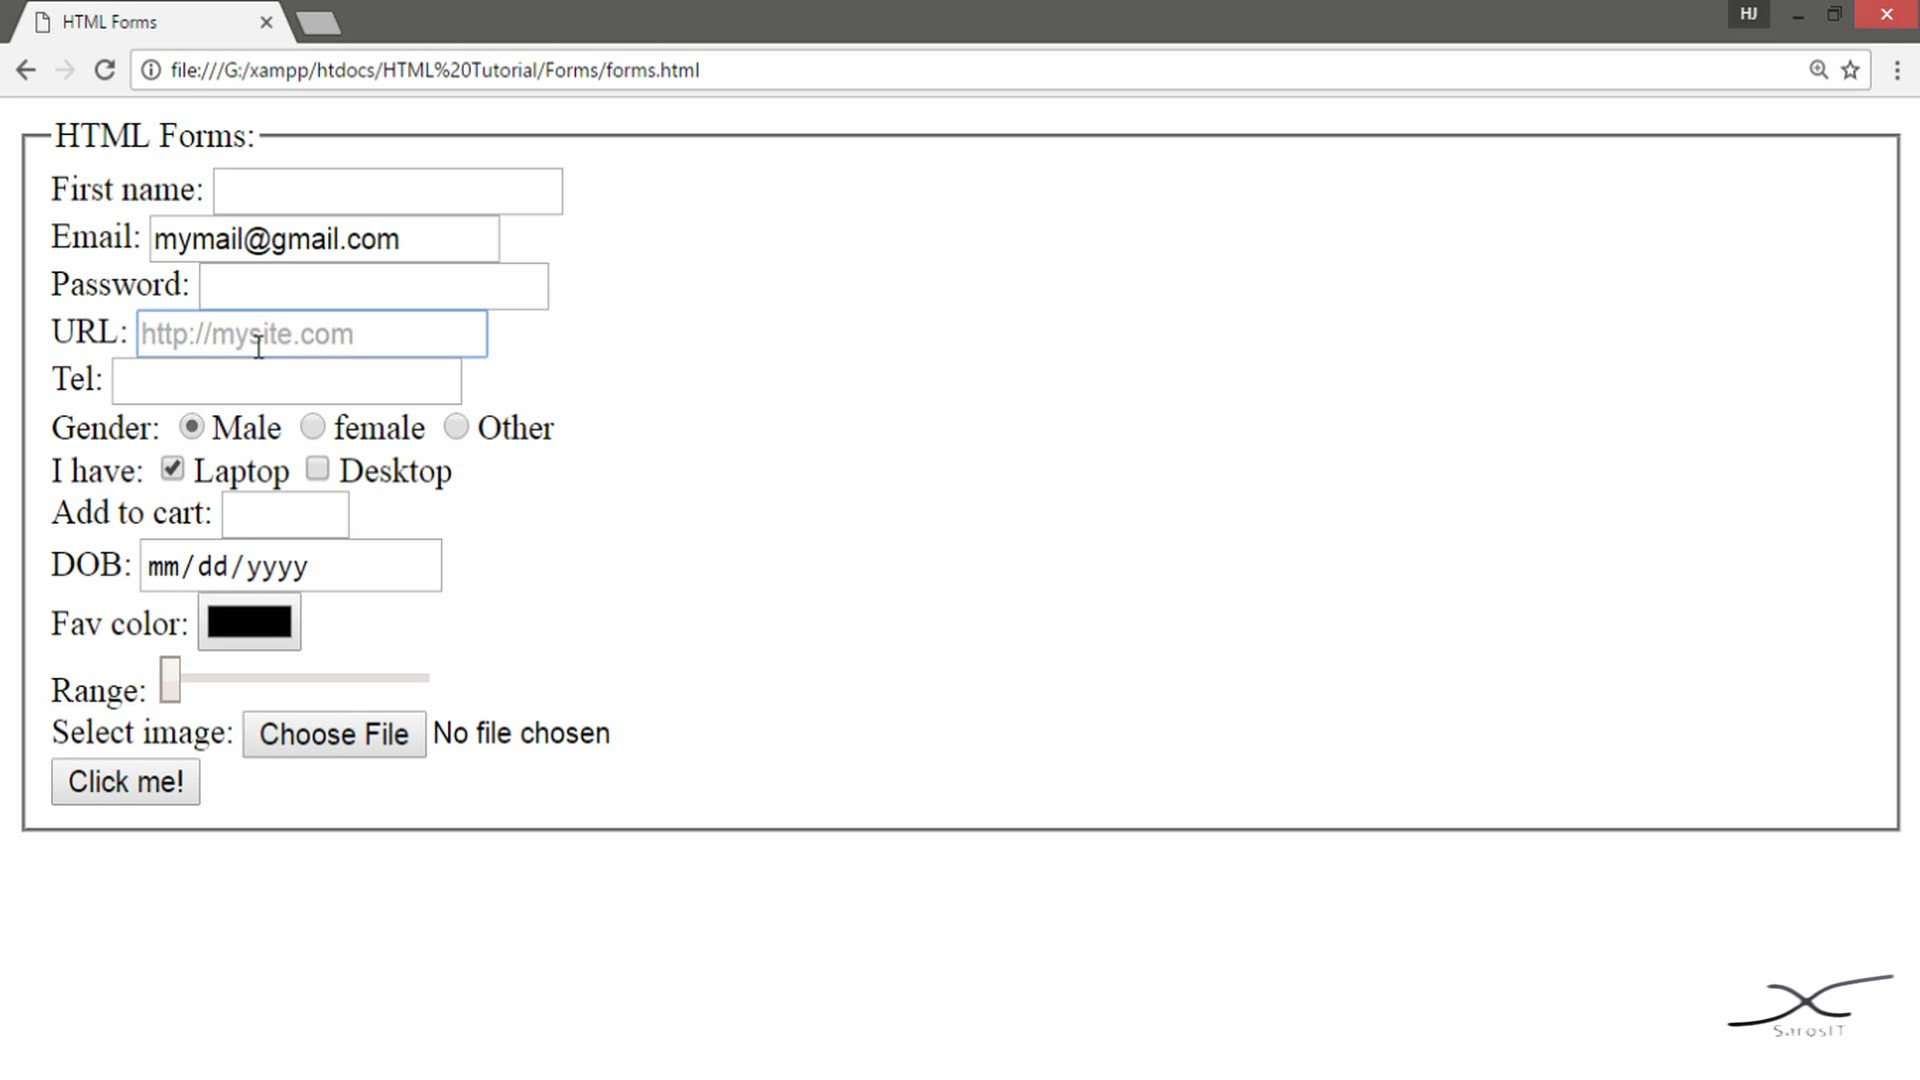 HTML Forms
HJ
file:///G:/xampp/htdocs/HTML%20Tutorial/Forms/forms.html
HTML Forms:
First name:
Email: mymail@gmail.com
Password:
URL: http://mysite.com
Tel:
Gender: Male female Other
I have: Laptop Desktop
Add to cart:
DOB: mm/dd/yyyy
Fav color:
Range:
Select image: Choose File No file chosen
Click me!
SarosIT